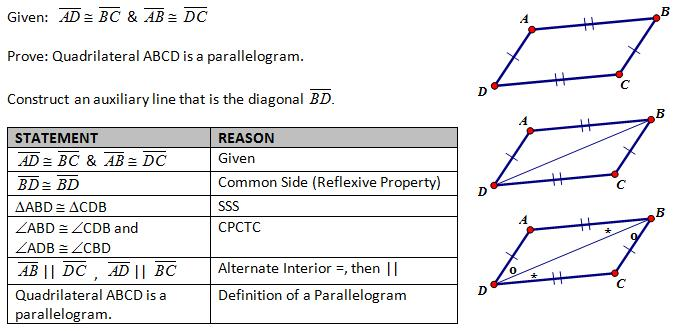 Given: AD ≅ BC & AB ≅ DC
Prove: Quadrilateral ABCD is a parallelogram.
Construct an auxiliary line that is the diagonal BD.
STATEMENT REASON
AD ≅ BC & AB ≅ DC Given
BD ≅ BD Common Side (Reflexive Property)
ΔABD ≅ ΔCDB SSS
∠ABD ≅ ∠CDB and CPCTC
∠ADB ≅ ∠CBD
AB || DC , AD || BC Alternate Interior =, then ||
Quadrilateral ABCD is a Definition of a Parallelogram
parallelogram.
A B
D C
A B
D C
A B
* o
o *
D C